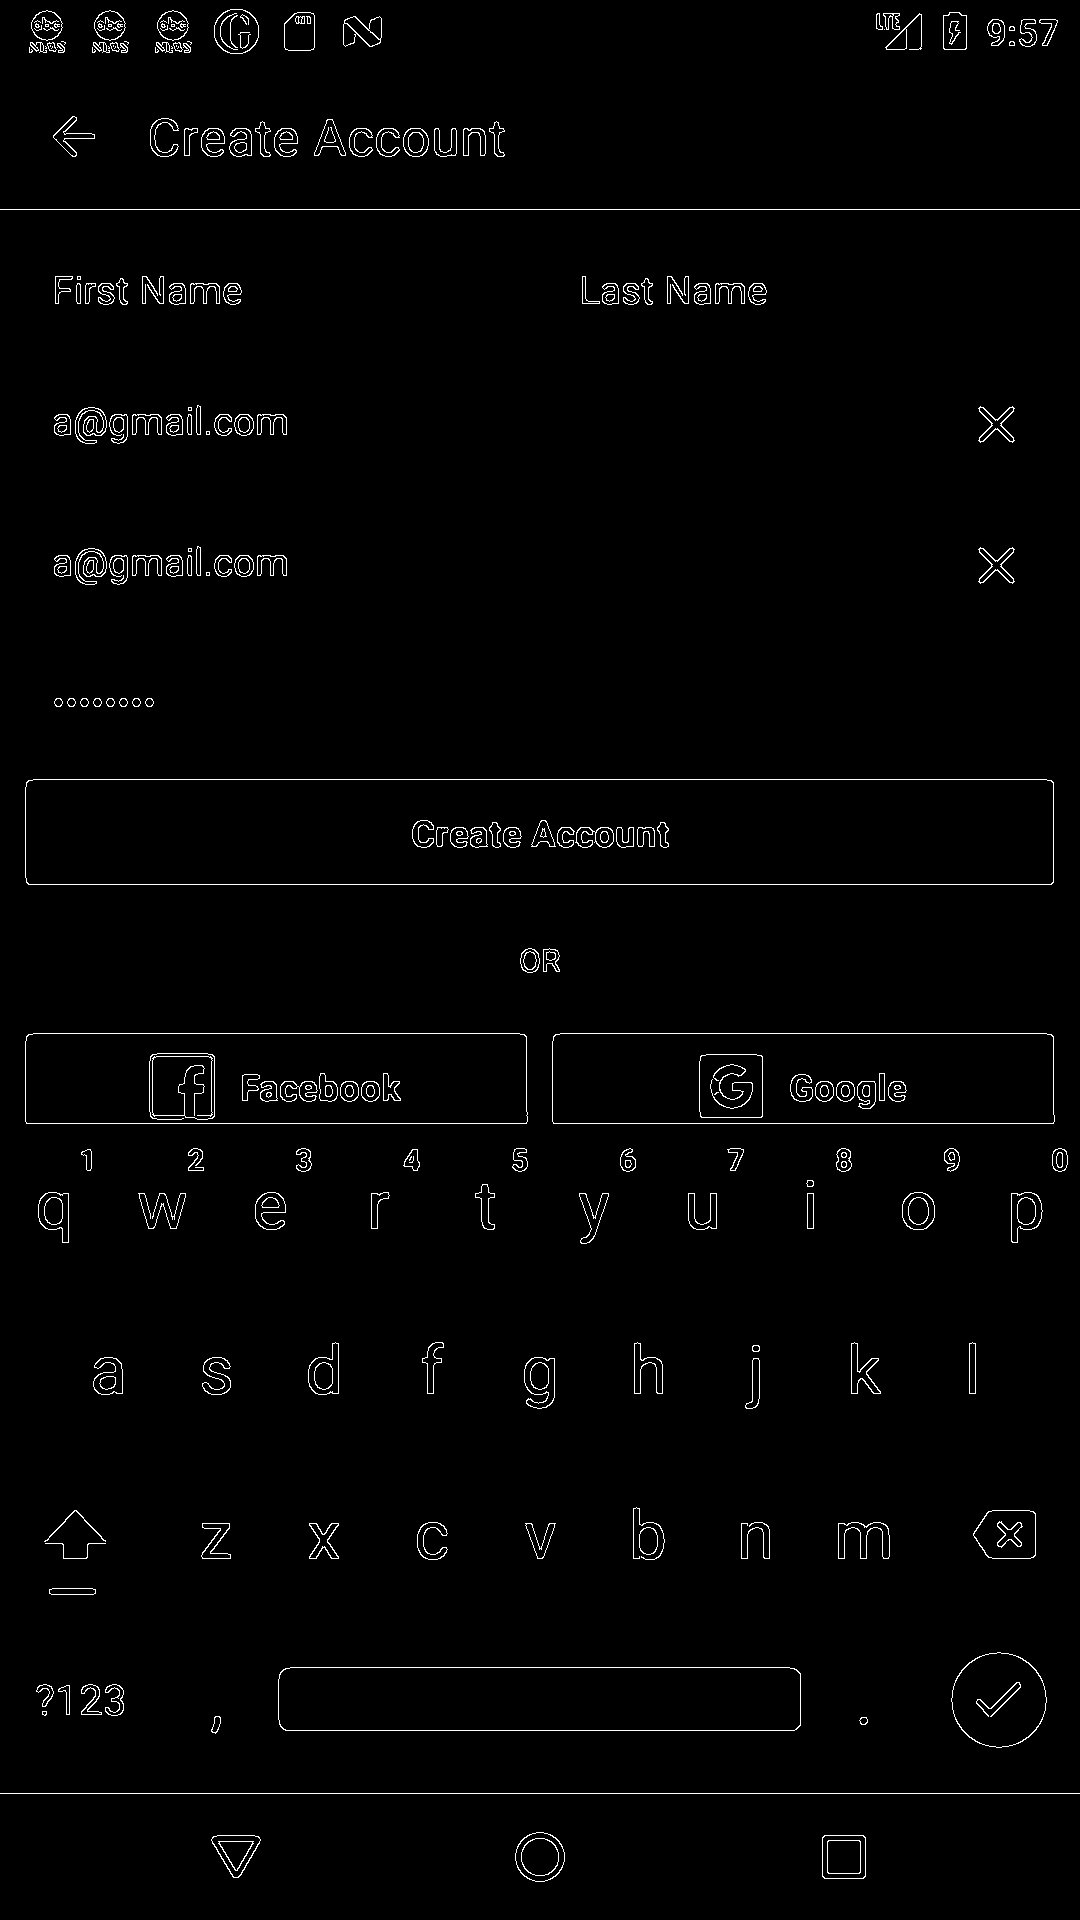 abc NEWS abc NEWS abc NEWS G LTE 9:57
Create Account
First Name Last Name
a@gmail.com
a@gmail.com
Create Account
OR
f Facebook G Google
1 2 3 4 5 6 7 8 9 0
q w e r t y u i o p
a s d f g h j k l
z x c v b n m
?123 , .